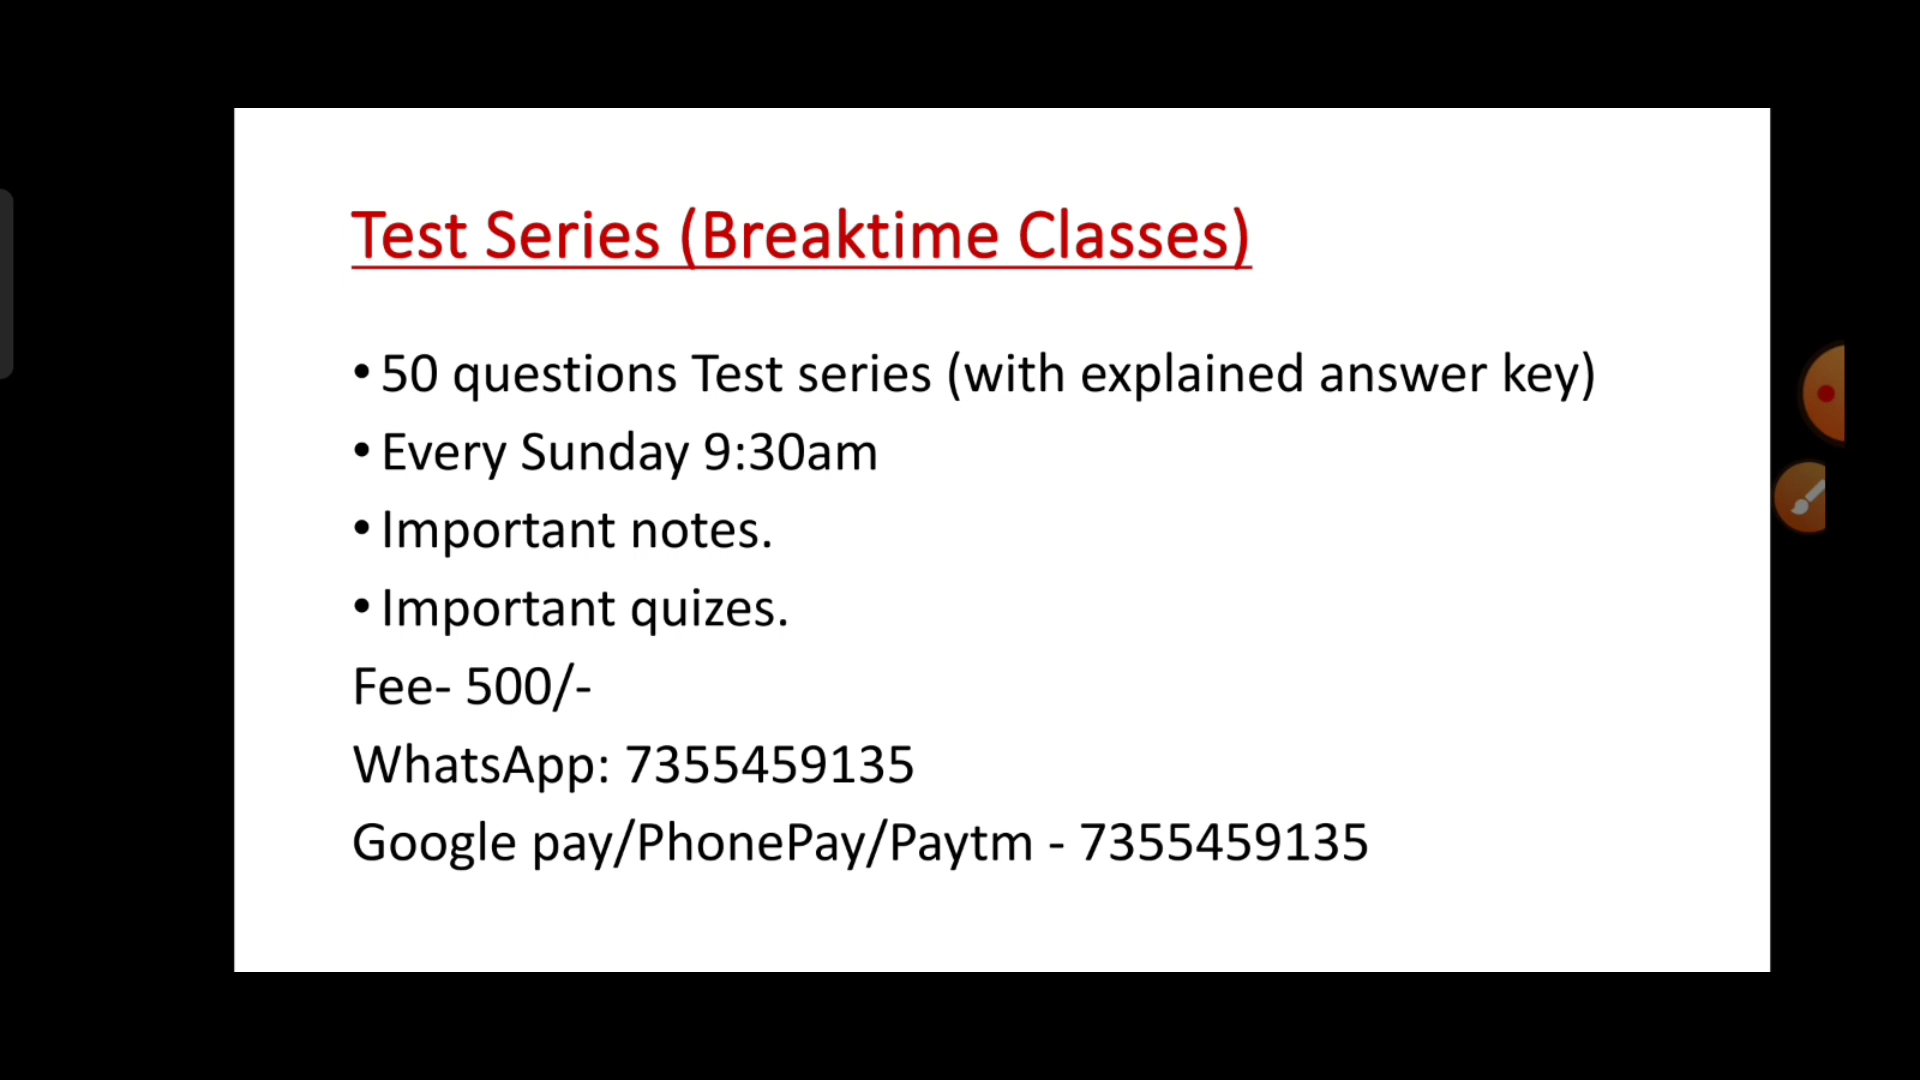 Test Series (Breaktime Classes)
• 50 questions Test series (with explained answer key)
• Every Sunday 9:30am
• Important notes.
• Important quizes.
Fee- 500/-
WhatsApp: 7355459135
Google pay/PhonePay/Paytm - 7355459135